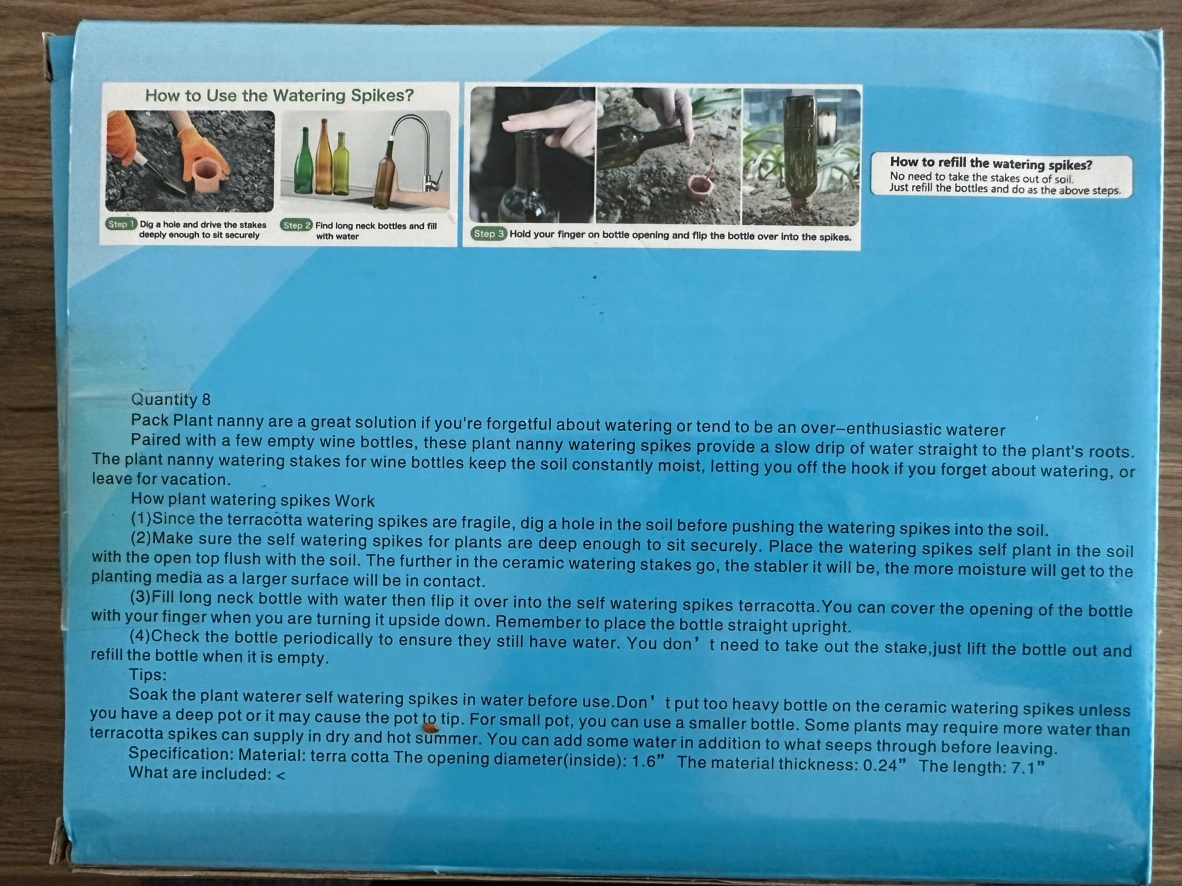 How to Use the Watering Spikes?
Step 1 Dig a hole and drive the stakes
deeply enough to sit securely
Step 2 Find long neck bottles and fill
with water
Step 3 Hold your finger on bottle opening and flip the bottle over into the spikes.
How to refill the watering spikes?
No need to take the stakes out of soil.
Just refill the bottles and do as the above steps.
Quantity 8
Pack Plant nanny are a great solution if you're forgetful about watering or tend to be an over-enthusiastic waterer
Paired with a few empty wine bottles, these plant nanny watering spikes provide a slow drip of water straight to the plant's roots.
The plant nanny watering stakes for wine bottles keep the soil constantly moist, letting you off the hook if you forget about watering, or
leave for vacation.
How plant watering spikes Work
(1)Since the terracotta watering spikes are fragile, dig a hole in the soil before pushing the watering spikes into the soil.
(2)Make sure the self watering spikes for plants are deep enough to sit securely. Place the watering spikes self plant in the soil
with the open top flush with the soil. The further in the ceramic watering stakes go, the stabler it will be, the more moisture will get to the
planting media as a larger surface will be in contact.
(3)Fill long neck bottle with water then flip it over into the self watering spikes terracotta.You can cover the opening of the bottle
with your finger when you are turning it upside down. Remember to place the bottle straight upright.
(4)Check the bottle periodically to ensure they still have water. You don’t need to take out the stake,just lift the bottle out and
refill the bottle when it is empty.
Tips:
Soak the plant waterer self watering spikes in water before use.Don’t put too heavy bottle on the ceramic watering spikes unless
you have a deep pot or it may cause the pot to tip. For small pot, you can use a smaller bottle. Some plants may require more water than
terracotta spikes can supply in dry and hot summer. You can add some water in addition to what seeps through before leaving.
Specification: Material: terra cotta The opening diameter(inside): 1.6” The material thickness: 0.24” The length: 7.1”
What are included: <